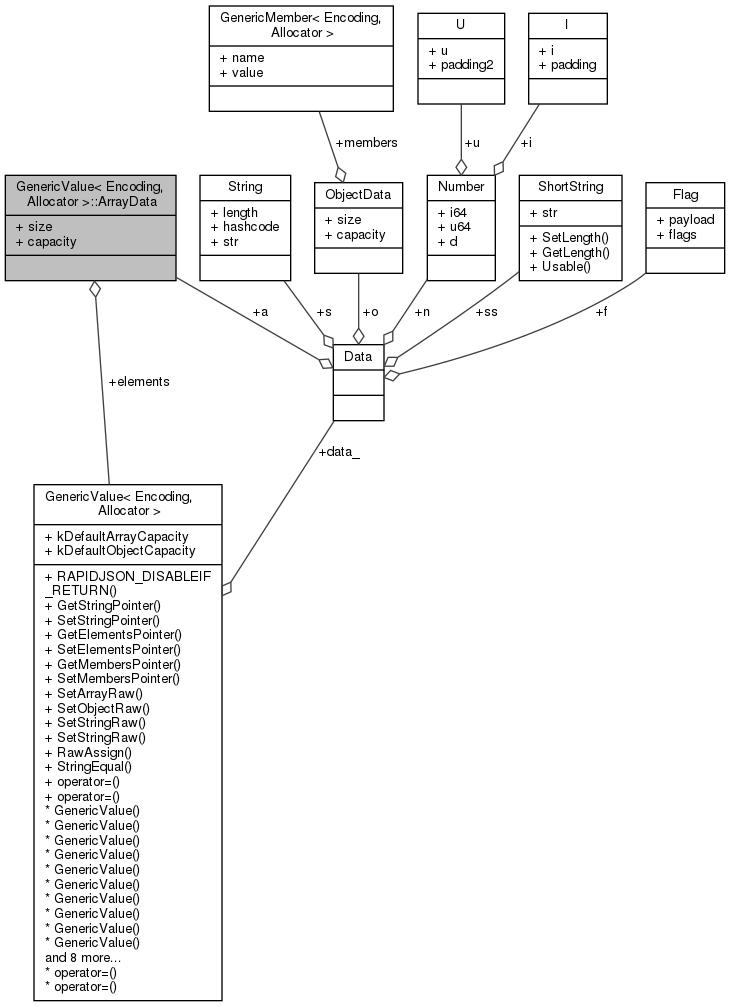 GenericMember< Encoding,
Allocator >
+ name
+ value
U
+ u
+ padding2
I
+ i
+ padding
+members
+u
+i
GenericValue< Encoding,
Allocator >::ArrayData
+ size
+ capacity
String
+ length
+ hashcode
+ str
ObjectData
+ size
+ capacity
Number
+ i64
+ u64
+ d
ShortString
+ str
+ SetLength()
+ GetLength()
+ Usable()
Flag
+ payload
+ flags
+a
+s
+o
+n
+ss
+f
Data
+elements
+data_
GenericValue< Encoding,
Allocator >
+ kDefaultArrayCapacity
+ kDefaultObjectCapacity
+ RAPIDJSON_DISABLEIF
_RETURN()
+ GetStringPointer()
+ SetStringPointer()
+ GetElementsPointer()
+ SetElementsPointer()
+ GetMembersPointer()
+ SetMembersPointer()
+ SetArrayRaw()
+ SetObjectRaw()
+ SetStringRaw()
+ SetStringRaw()
+ RawAssign()
+ StringEqual()
+ operator=()
+ operator=()
* GenericValue()
* GenericValue()
* GenericValue()
* GenericValue()
* GenericValue()
* GenericValue()
* GenericValue()
* GenericValue()
* GenericValue()
* GenericValue()
and 8 more...
* operator=()
* operator=()